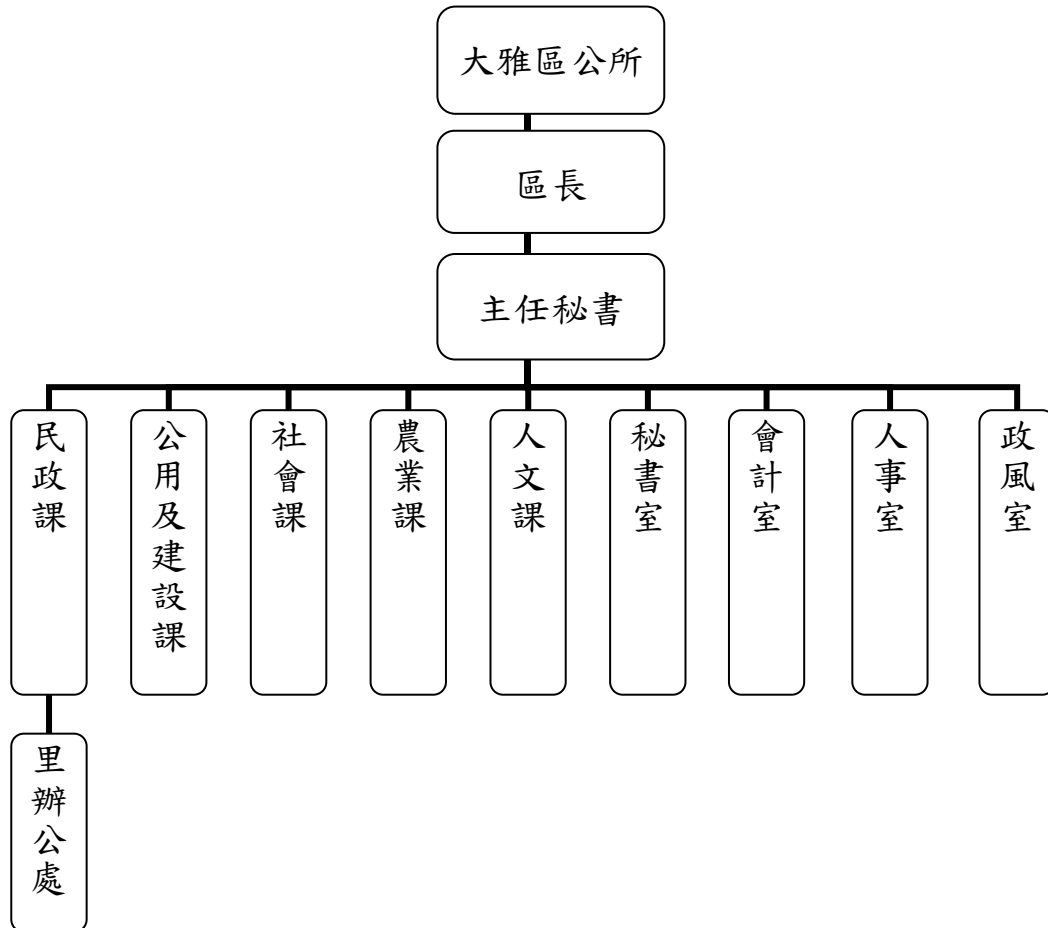 大雅區公所
區長
主任秘書
民政課
公用及建設課
社會課
農業課
人文課
秘書室
會計室
人事室
政風室
里辦公處